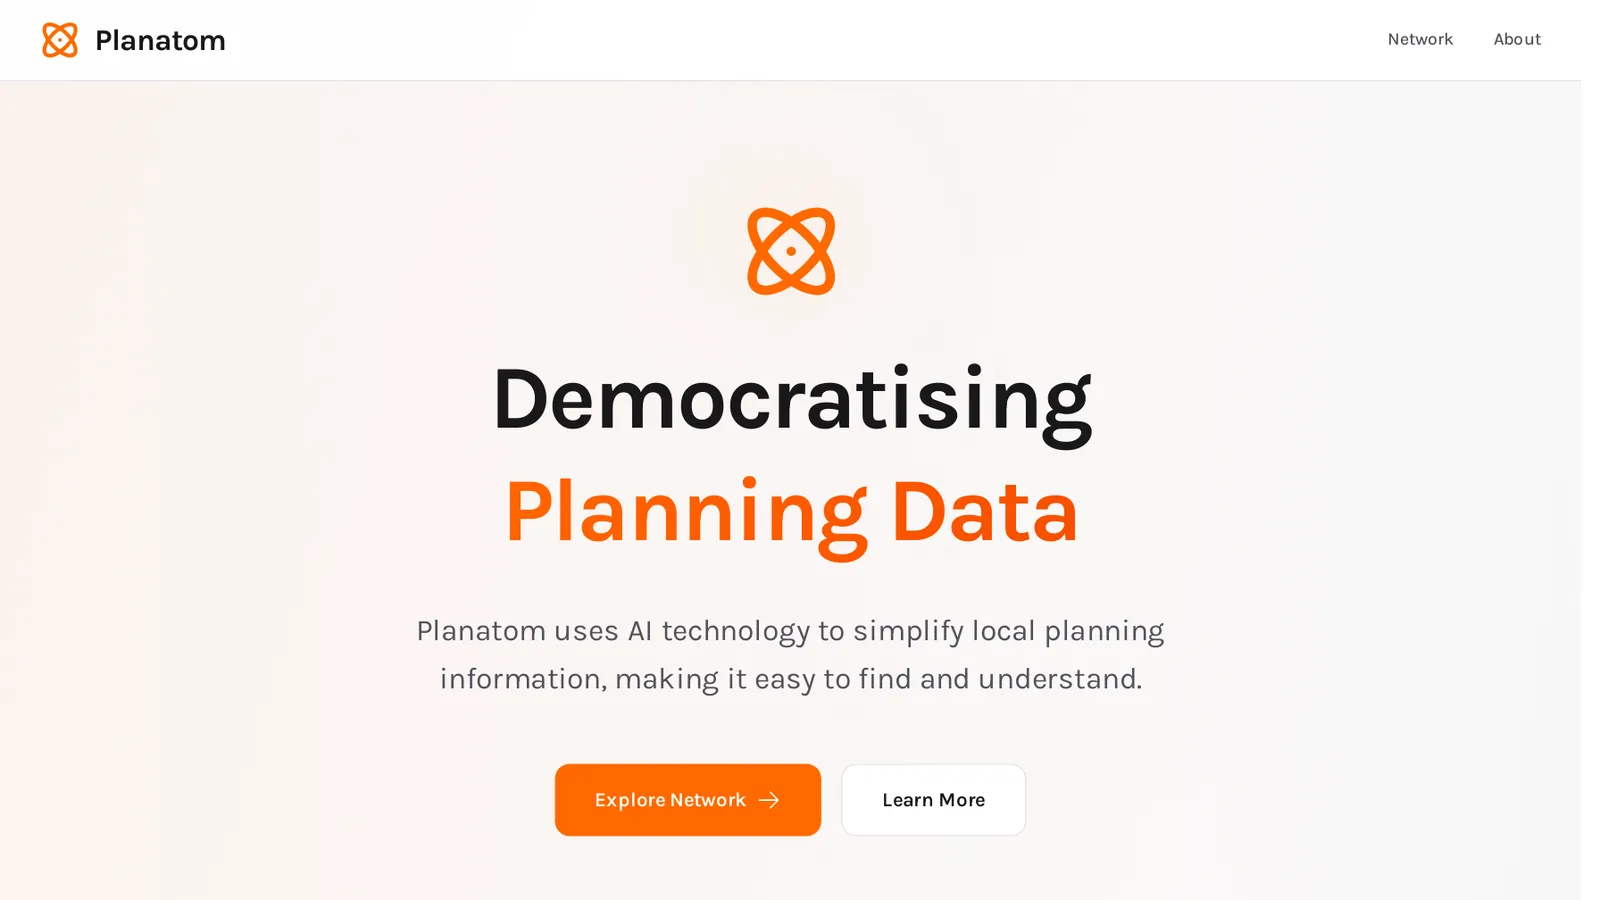 Planatom
Network
About
Democratising
Planning Data
Planatom uses AI technology to simplify local planning
information, making it easy to find and understand.
Explore Network
Learn More